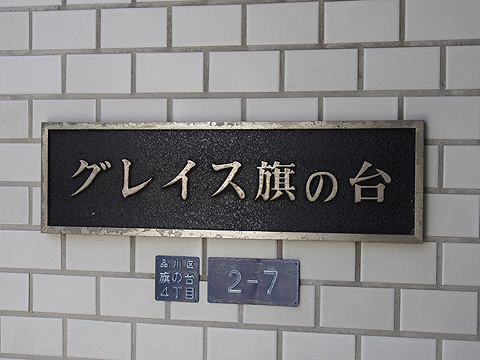 グレイス旗の台
品川区
旗の台
4丁目
2-7